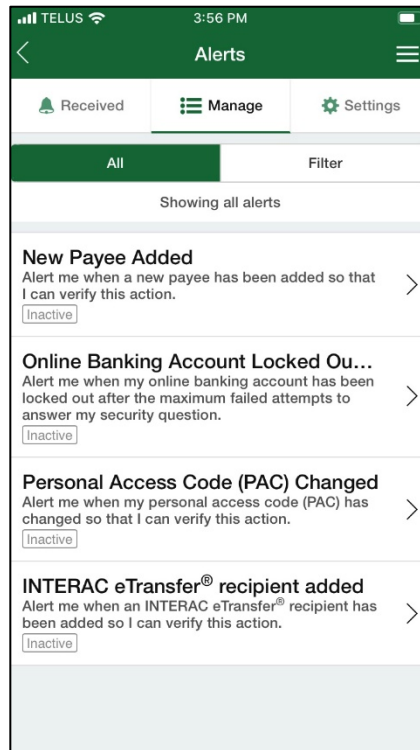 TELUS 3:56 PM
Alerts
Received Manage Settings
All Filter
Showing all alerts
New Payee Added
Alert me when a new payee has been added so that
I can verify this action.
Inactive
Online Banking Account Locked Ou...
Alert me when my online banking account has been
locked out after the maximum failed attempts to
answer my security question.
Inactive
Personal Access Code (PAC) Changed
Alert me when my personal access code (PAC) has
changed so that I can verify this action.
Inactive
INTERAC eTransfer® recipient added
Alert me when an INTERAC eTransfer® recipient has
been added so I can verify this action.
Inactive